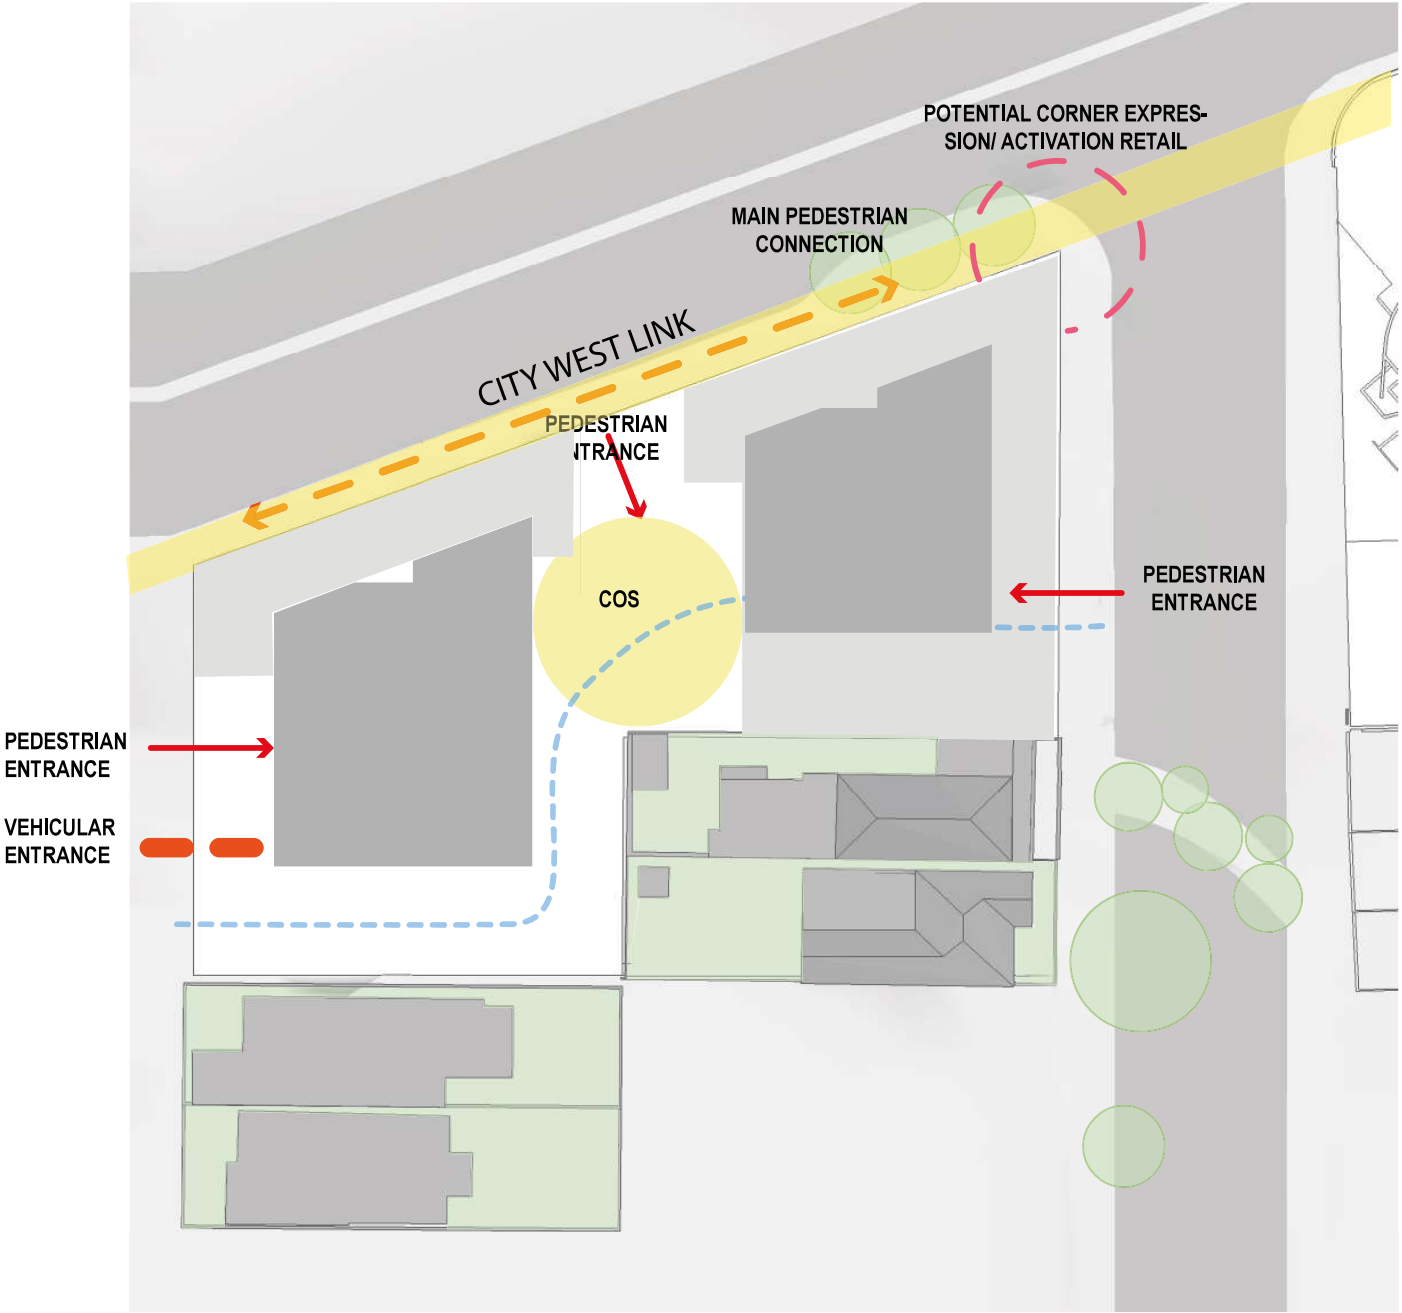 POTENTIAL CORNER EXPRES-
SION/ ACTIVATION RETAIL
MAIN PEDESTRIAN
CONNECTION
CITY WEST LINK
PEDESTRIAN
NTRANCE
COS
PEDESTRIAN
ENTRANCE
PEDESTRIAN
ENTRANCE
VEHICULAR
ENTRANCE